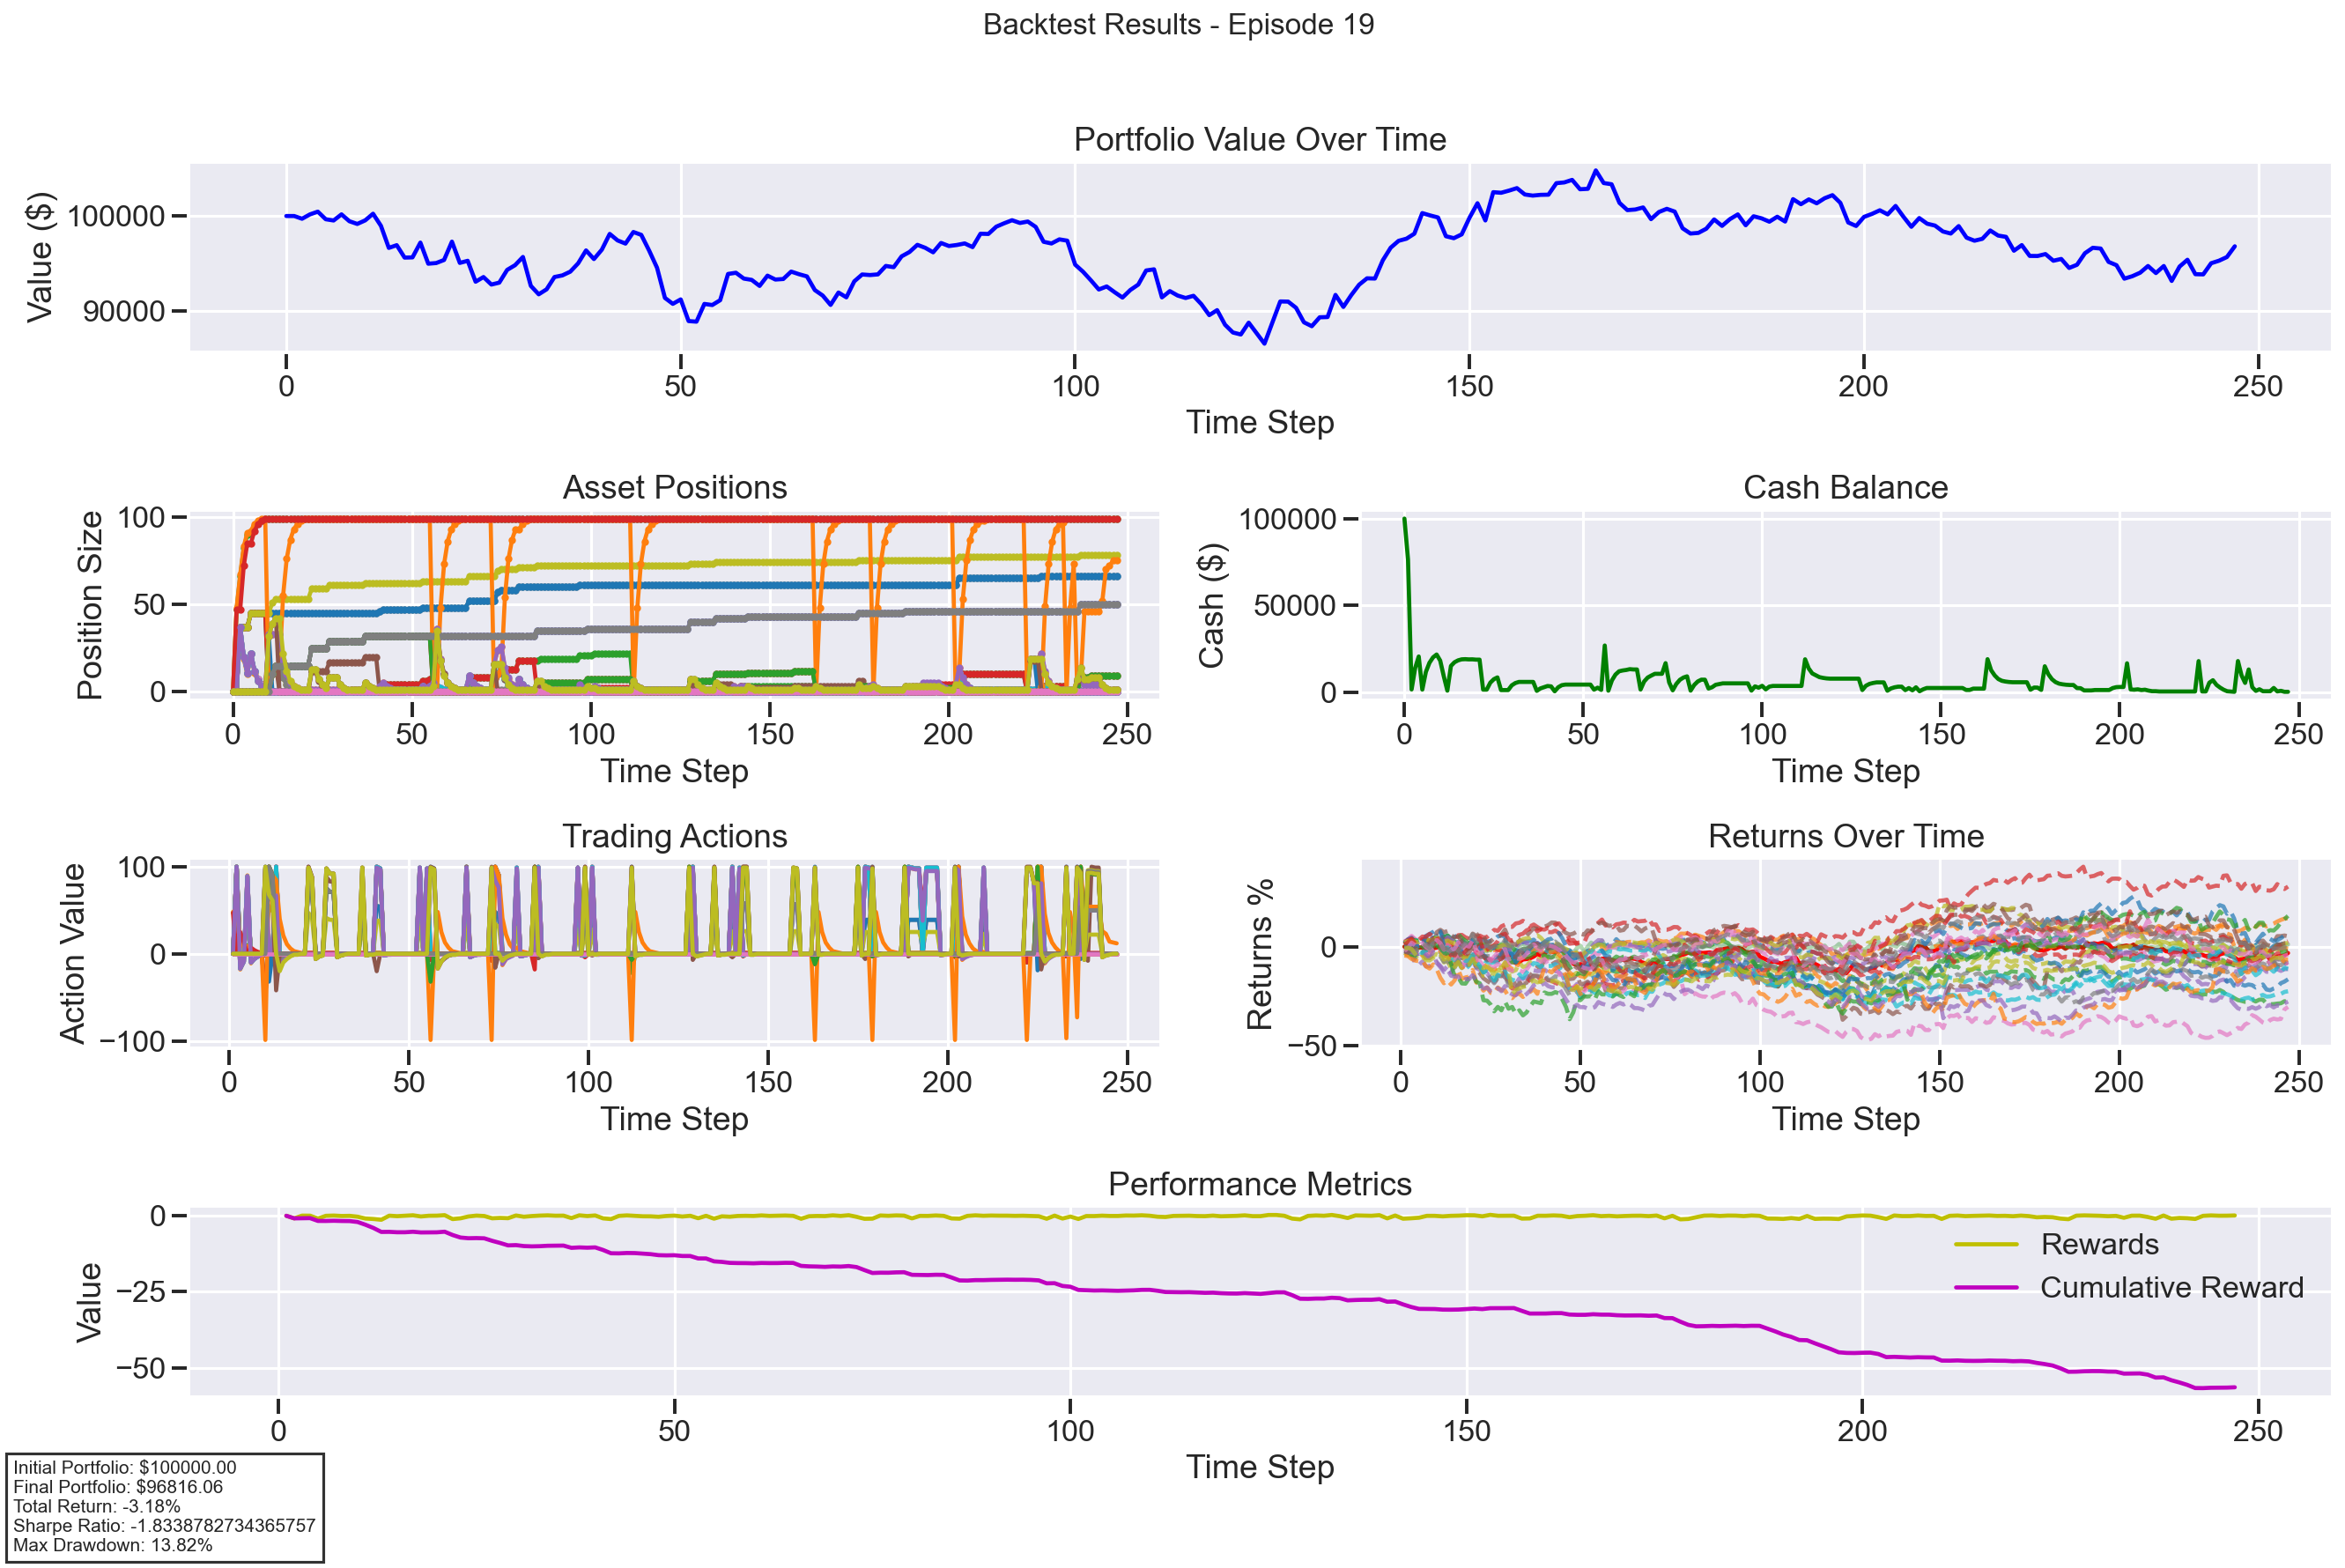 Backtest Results - Episode 19
Portfolio Value Over Time
Value ($)
100000
90000
0 50 100 150 200 250
Time Step
Asset Positions
Position Size
100
50
0
0 50 100 150 200 250
Time Step
Cash Balance
Cash ($)
100000
50000
0
0 50 100 150 200 250
Time Step
Trading Actions
Action Value
100
0
−100
0 50 100 150 200 250
Time Step
Returns Over Time
Returns %
0
−50
0 50 100 150 200 250
Time Step
Performance Metrics
Value
0
−25
−50
Rewards
Cumulative Reward
0 50 100 150 200 250
Time Step
Initial Portfolio: $100000.00
Final Portfolio: $96816.06
Total Return: -3.18%
Sharpe Ratio: -1.8338782734365757
Max Drawdown: 13.82%